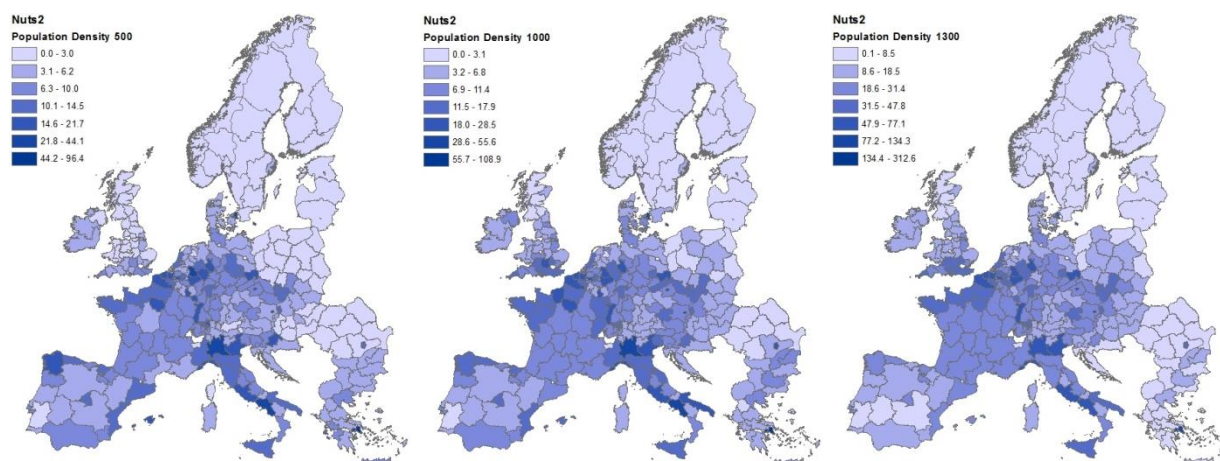 Nuts2
Population Density 500
0.0 - 3.0
3.1 - 6.2
6.3 - 10.0
10.1 - 14.5
14.6 - 21.7
21.8 - 44.1
44.2 - 96.4
Nuts2
Population Density 1000
0.0 - 3.1
3.2 - 6.8
6.9 - 11.4
11.5 - 17.9
18.0 - 28.5
28.6 - 55.6
55.7 - 108.9
Nuts2
Population Density 1300
0.1 - 8.5
8.6 - 18.5
18.6 - 31.4
31.5 - 47.8
47.9 - 77.1
77.2 - 134.3
134.4 - 312.6